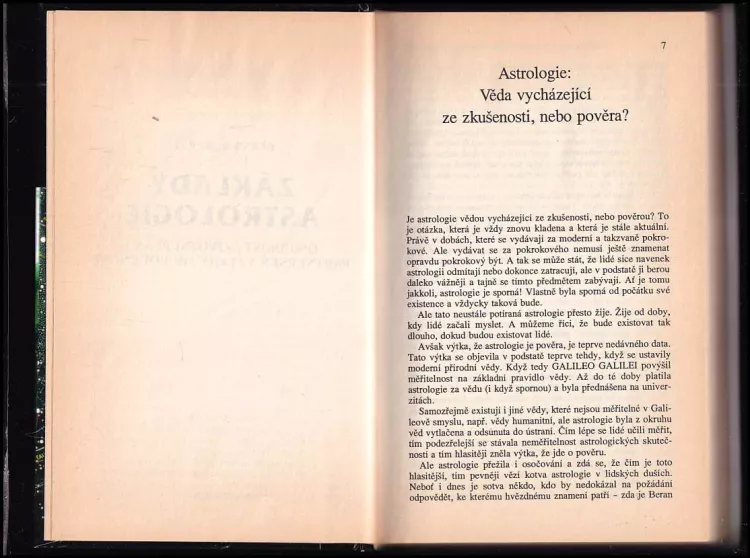 7
Astrologie:
Věda vycházející
ze zkušenosti, nebo pověra?
Je astrologie vědou vycházející ze zkušenosti, nebo pověrou? To
je otázka, která je vždy znovu kladena a která je stále aktuální.
Právě v dobách, které se vydávají za moderní a takzvaně pokro-
kové. Ale vydávat se za pokrokového nemusí ještě znamenat
opravdu pokrokový být. A tak se může stát, že lidé sice navenek
astrologii odmítají nebo dokonce zatracují, ale v podstatě ji berou
daleko vážněji a tajně se tímto předmětem zabývají. Ať je tomu
jakkoli, astrologie je sporná! Vlastně byla sporná od počátku své
existence a vždycky taková bude.
Ale tato neustále potíraná astrologie přesto žije. Žije od doby,
kdy lidé začali myslet. A můžeme říci, že bude existovat tak
dlouho, dokud budou existovat lidé.
Avšak výtka, že astrologie je pověra, je teprve nedávného data.
Tato výtka se objevila v podstatě teprve tehdy, když se ustavily
moderní přírodní vědy. Když tedy GALILEO GALILEI povýšil
měřitelnost na základní pravidlo vědy. Až do té doby platila
astrologie za vědu (i když spornou) a byla přednášena na univer-
zitách.
Samozřejmě existují i jiné vědy, které nejsou měřitelné v Gali-
leově smyslu, např. vědy humanitní, ale astrologie byla z okruhu
věd vytlačena a odsunuta do ústraní. Čím lépe se lidé učili měřit,
tím podezřelejší se stávala neměřitelnost astrologických skuteč-
ností a tím hlasitěji zněla výtka, že jde o pověru.
Ale astrologie přežila i osočování a zdá se, že čím je toto
hlasitější, tím pevněji vězí kotva astrologie v lidských duších.
Neboť i dnes je sotva někdo, kdo by nedokázal na požádání
odpovědět, ke kterému hvězdnému znamení patří – zda je Beran